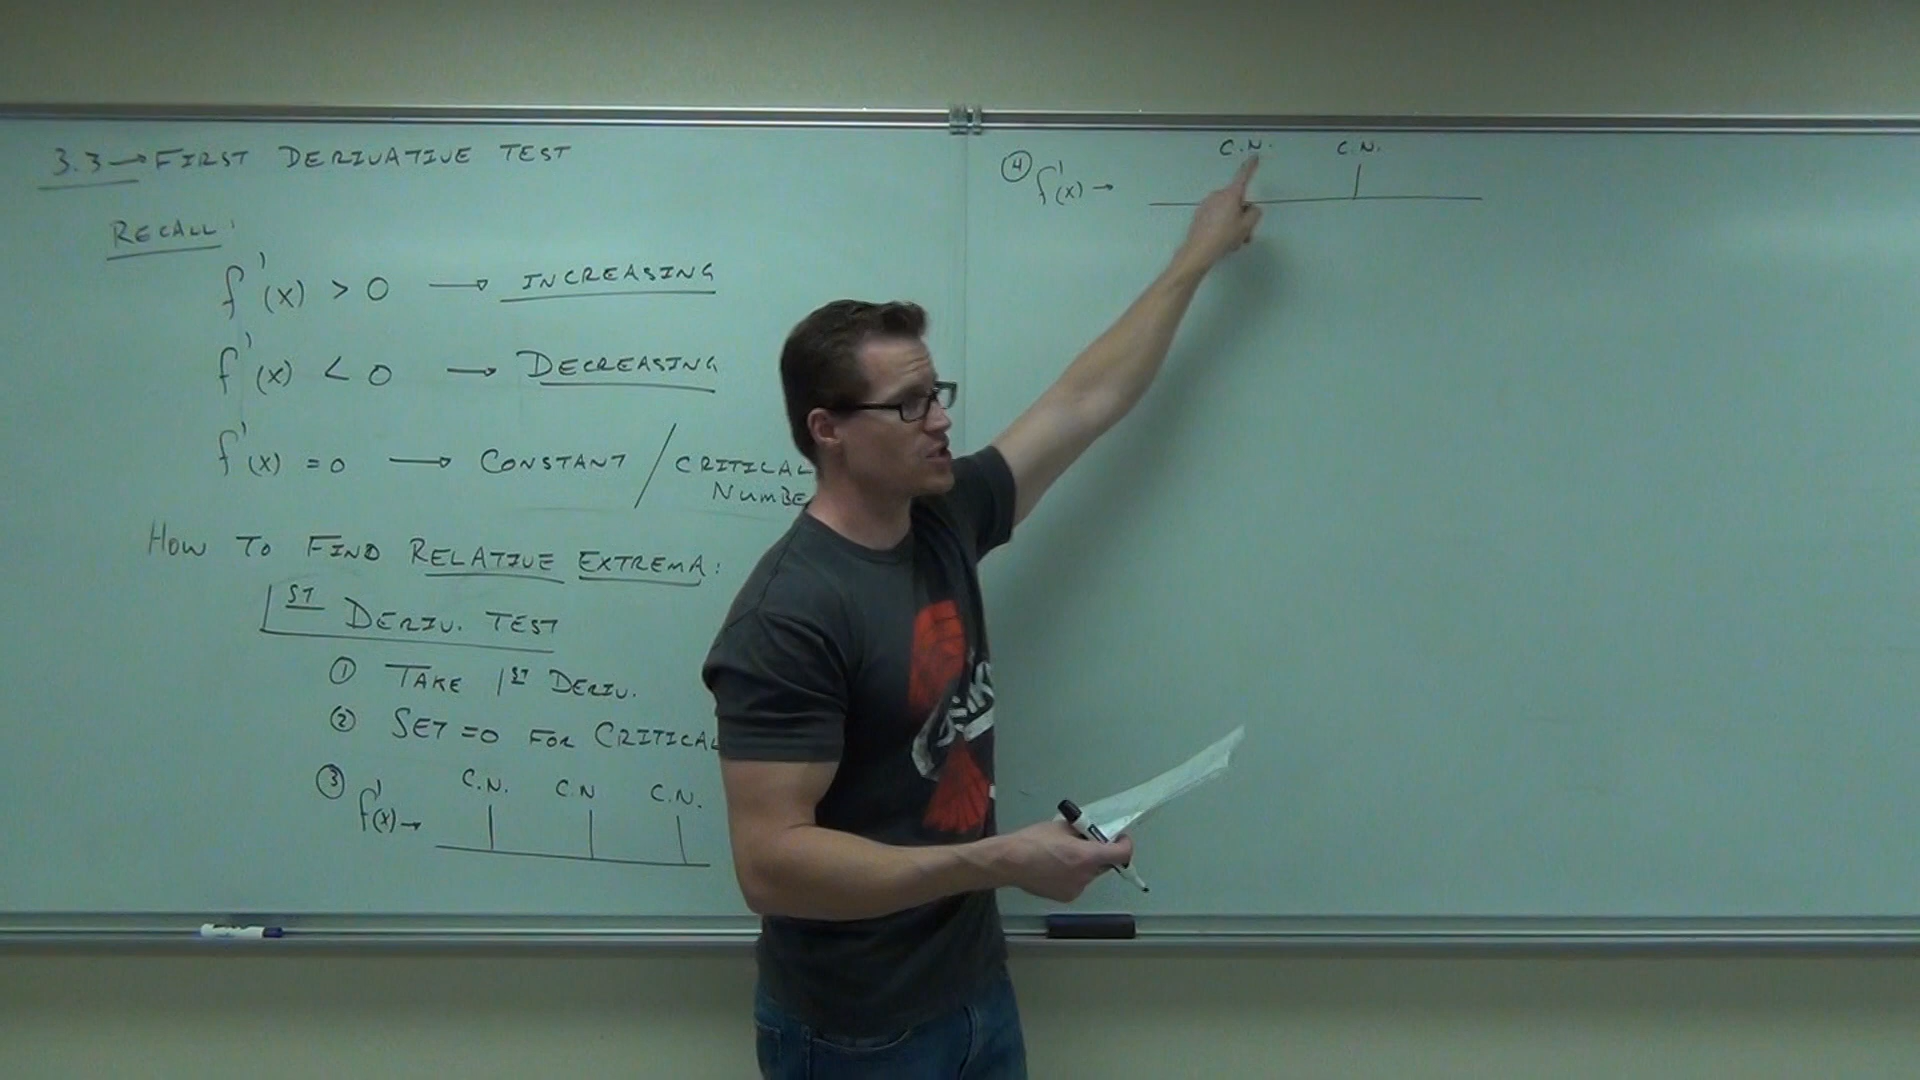 3.3→FIRST DERIVATIVE TEST
RECALL:
f'(x) > 0 → INCREASING
f'(x) < 0 → DECREASING
f'(x) = 0 → CONSTANT / CRITICAL
NUMBE
HOW TO FIND RELATIVE EXTREMA:
1ST DERIV. TEST
① TAKE 1ST DERIV.
② SET =0 FOR CRITICAL
③ f'(x)→ C.N. C.N C.N.
④ f'(x) → C.N. C.N.